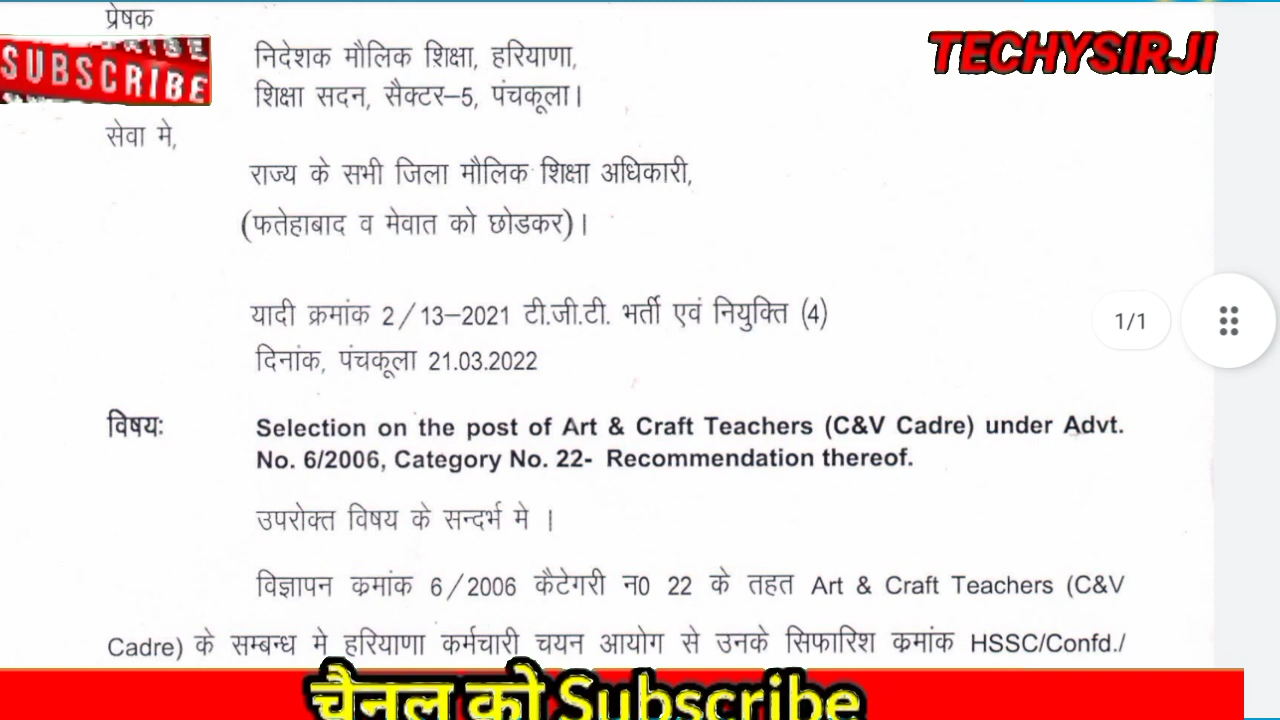 प्रेषक
SUBSCRIBE
TECHYSIRJI
निदेशक मौलिक शिक्षा, हरियाणा,
शिक्षा सदन, सैक्टर–5, पंचकूला।
सेवा मे,
राज्य के सभी जिला मौलिक शिक्षा अधिकारी,
(फतेहाबाद व मेवात को छोडकर)।
यादी क्रमांक 2/13–2021 टी.जी.टी. भर्ती एवं नियुक्ति (4)
1/1
दिनांक, पंचकूला 21.03.2022
विषयः Selection on the post of Art & Craft Teachers (C&V Cadre) under Advt.
No. 6/2006, Category No. 22- Recommendation thereof.
उपरोक्त विषय के सन्दर्भ मे ।
विज्ञापन क्रमांक 6/2006 कैटेगरी न0 22 के तहत Art & Craft Teachers (C&V
Cadre) के सम्बन्ध मे हरियाणा कर्मचारी चयन आयोग से उनके सिफारिश क्रमांक HSSC/Confd./
चैनल को Subscribe